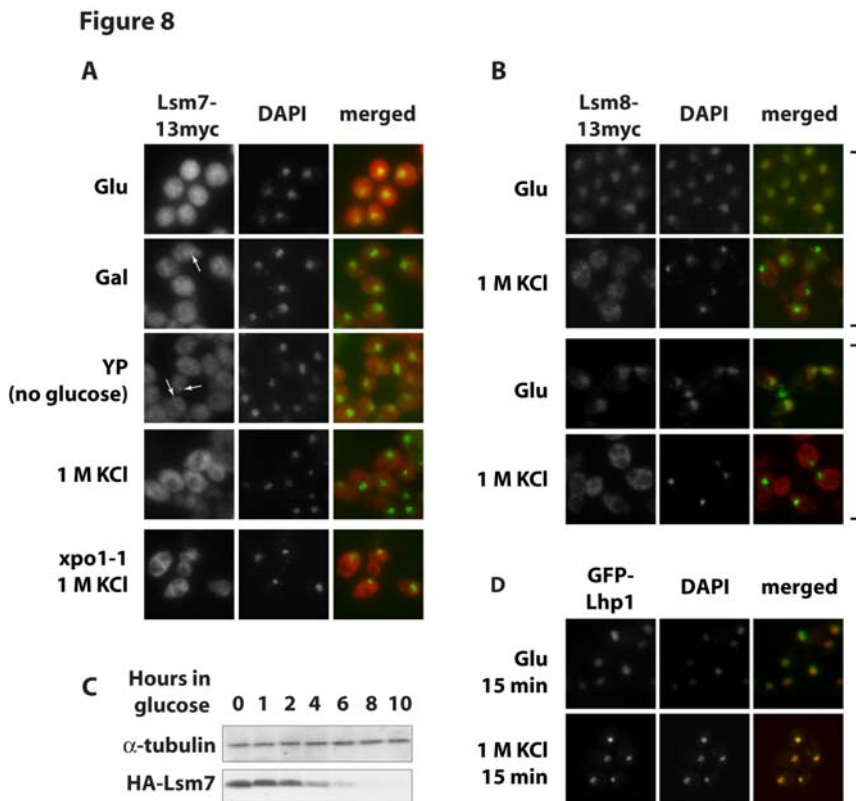 Figure 8
A
Lsm7-
13myc
DAPI
merged
Glu
Gal
YP
(no glucose)
1 M KCl
xpo1-1
1 M KCl
B
Lsm8-
13myc
DAPI
merged
Glu
1 M KCl
Glu
1 M KCl
C
Hours in
glucose
0 1 2 4 6 8 10
α-tubulin
HA-Lsm7
D
GFP-
Lhp1
DAPI
merged
Glu
15 min
1 M KCl
15 min